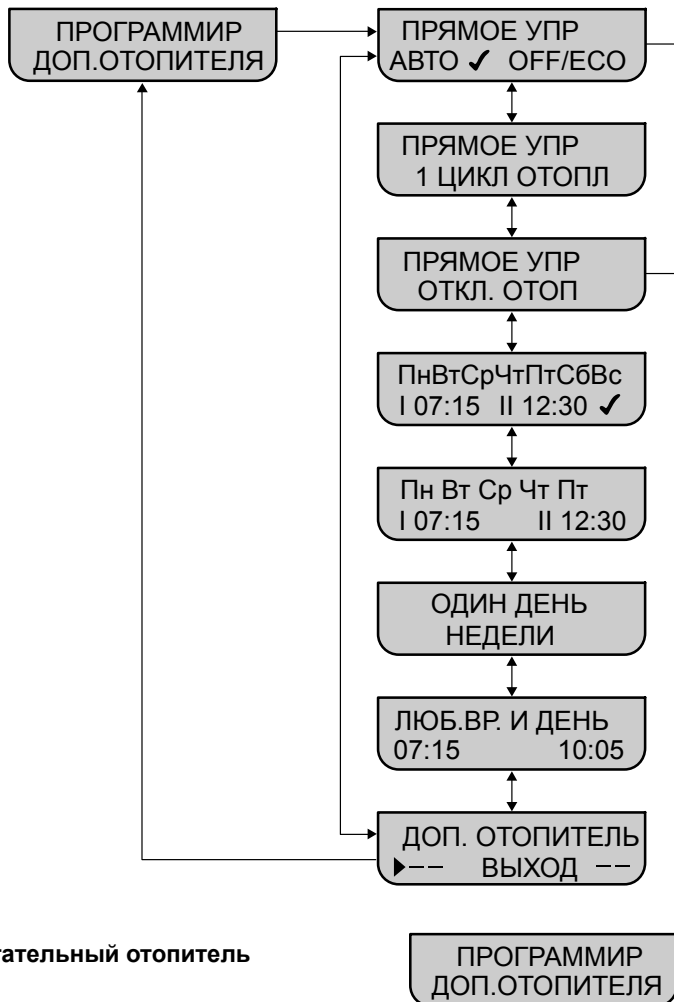 ПРОГРАММИР
ДОП.ОТОПИТЕЛЯ
ПРЯМОЕ УПР
АВТО ✓ OFF/ECO
ПРЯМОЕ УПР
1 ЦИКЛ ОТОПЛ
ПРЯМОЕ УПР
ОТКЛ. ОТОП
ПнВтСрЧтПтСбВс
I 07:15 II 12:30 ✓
Пн Вт Ср Чт Пт
I 07:15 II 12:30
ОДИН ДЕНЬ
НЕДЕЛИ
ЛЮБ.ВР. И ДЕНЬ
07:15 10:05
ДОП. ОТОПИТЕЛЬ
▶−− ВЫХОД −−
тательный отопитель
ПРОГРАММИР
ДОП.ОТОПИТЕЛЯ